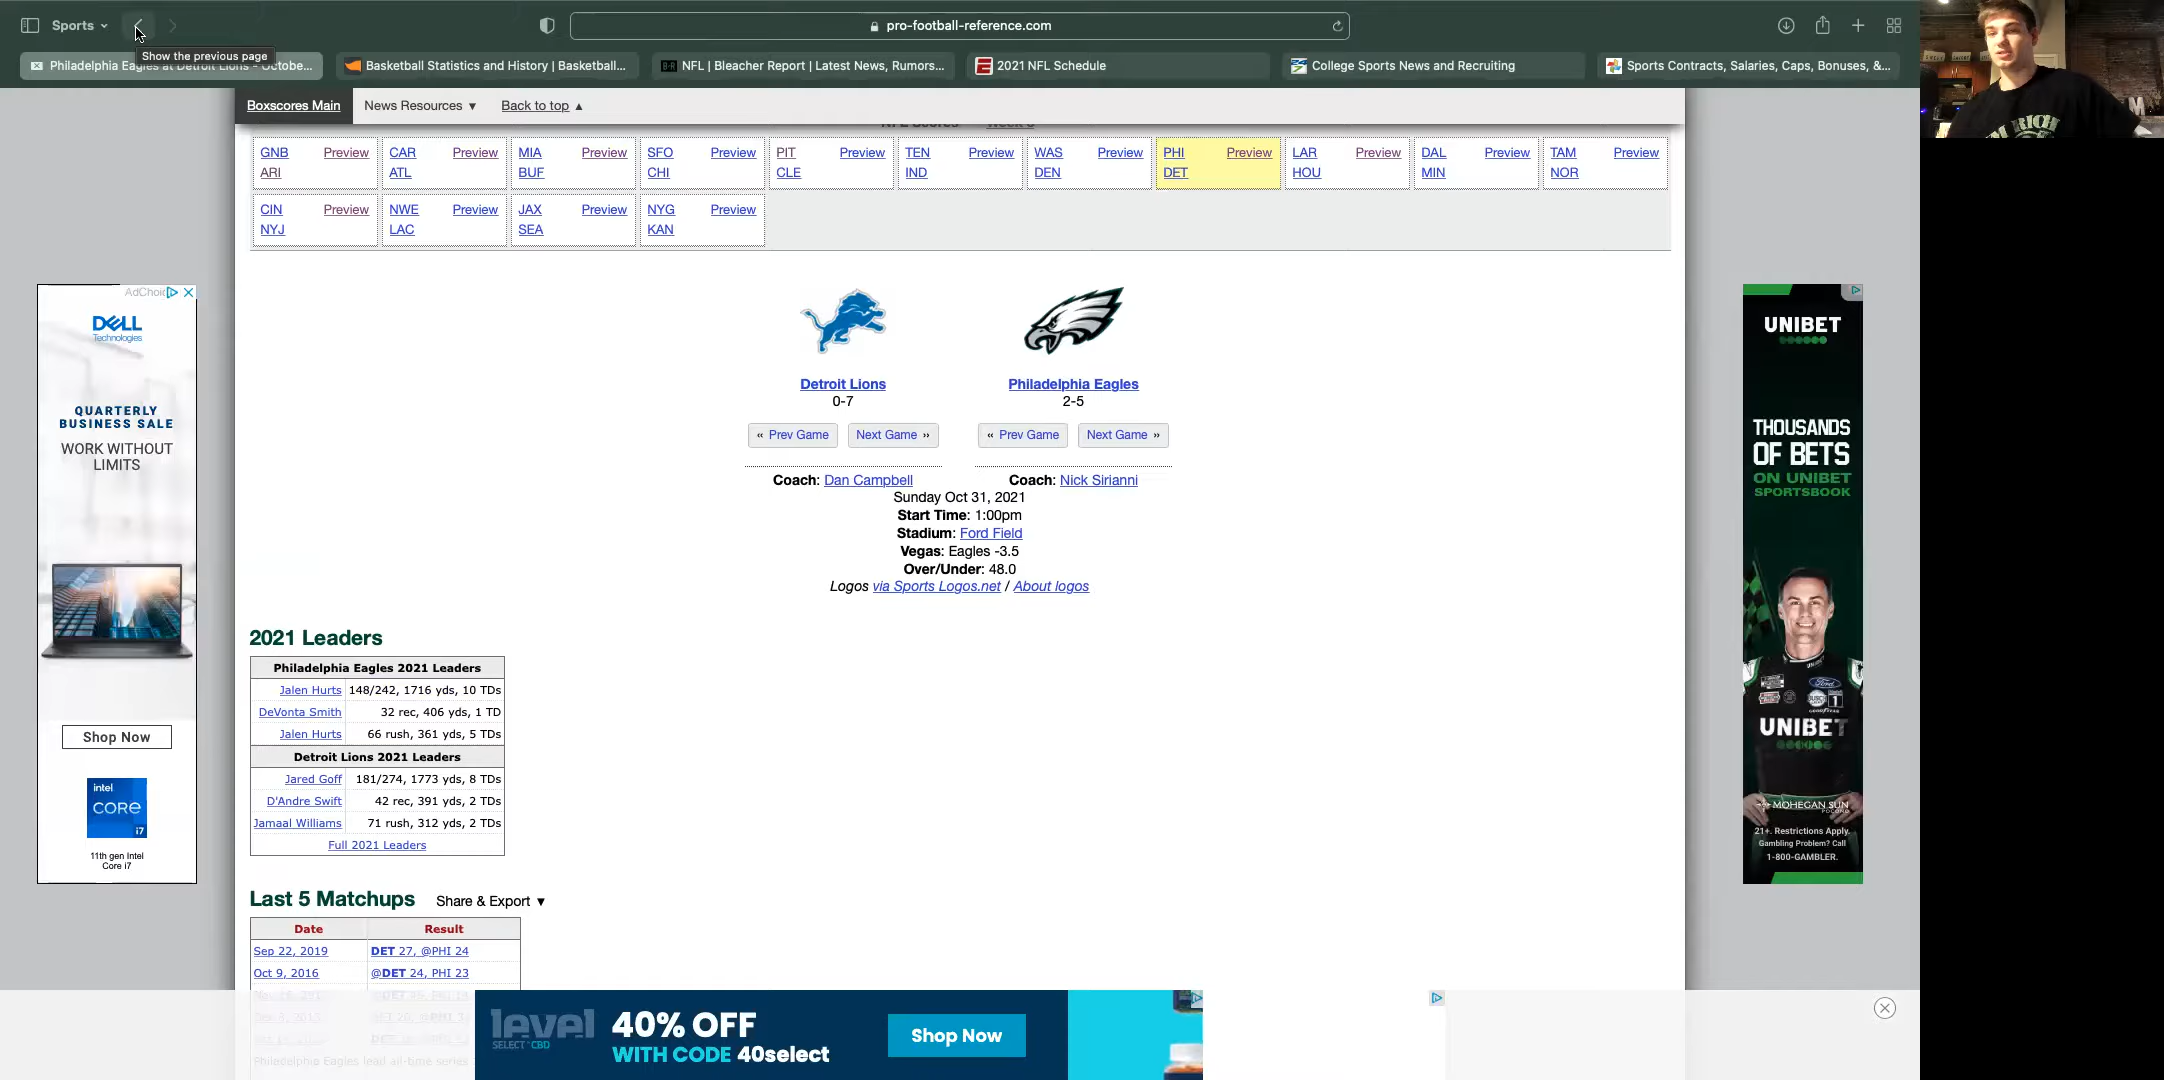 Sports
pro-football-reference.com
Show the previous page
Philadelphia Eagles at Detroit Lions - Octobe...
Basketball Statistics and History | Basketball...
NFL | Bleacher Report | Latest News, Rumors...
2021 NFL Schedule
College Sports News and Recruiting
Sports Contracts, Salaries, Caps, Bonuses, &...
Boxscores Main
News Resources ▼
Back to top ▲
GNB Preview
ARI
CAR Preview
ATL
MIA Preview
BUF
SFO Preview
CHI
PIT Preview
CLE
TEN Preview
IND
WAS Preview
DEN
PHI Preview
DET
LAR Preview
HOU
DAL Preview
MIN
TAM Preview
NOR
CIN Preview
NYJ
NWE Preview
LAC
JAX Preview
SEA
NYG Preview
KAN
Detroit Lions
0-7
« Prev Game Next Game »
Coach: Dan Campbell
Philadelphia Eagles
2-5
« Prev Game Next Game »
Coach: Nick Sirianni
Sunday Oct 31, 2021
Start Time: 1:00pm
Stadium: Ford Field
Vegas: Eagles -3.5
Over/Under: 48.0
Logos via Sports Logos.net / About logos
2021 Leaders
Philadelphia Eagles 2021 Leaders
Jalen Hurts 148/242, 1716 yds, 10 TDs
DeVonta Smith 32 rec, 406 yds, 1 TD
Jalen Hurts 66 rush, 361 yds, 5 TDs
Detroit Lions 2021 Leaders
Jared Goff 181/274, 1773 yds, 8 TDs
D'Andre Swift 42 rec, 391 yds, 2 TDs
Jamaal Williams 71 rush, 312 yds, 2 TDs
Full 2021 Leaders
Last 5 Matchups Share & Export ▼
Date Result
Sep 22, 2019 DET 27, @PHI 24
Oct 9, 2016 @DET 24, PHI 23
Philadelphia Eagles lead all-time series
DELL
Technologies
QUARTERLY
BUSINESS SALE
WORK WITHOUT
LIMITS
Shop Now
intel
CORE
i7
11th gen Intel
Core i7
UNIBET
THOUSANDS
OF BETS
ON UNIBET
SPORTSBOOK
Ford
UNIBET
MOHEGAN SUN
POCONO
21+. Restrictions Apply.
Gambling Problem? Call
1-800-GAMBLER.
level
SELECT CBD
40% OFF
WITH CODE 40select
Shop Now
RICH